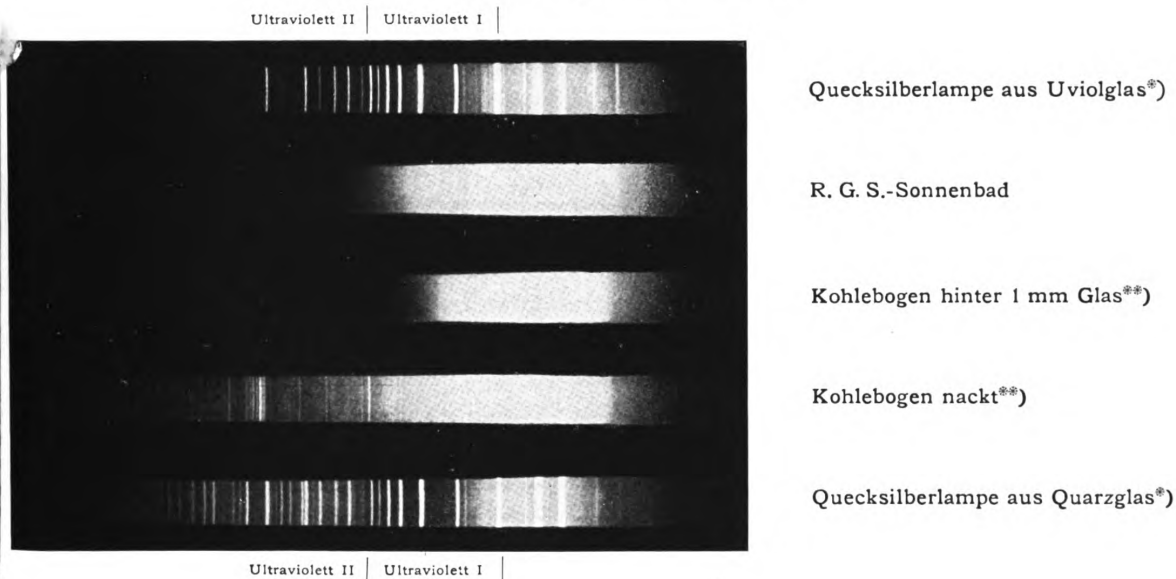 Ultraviolett II | Ultraviolett I |
Quecksilberlampe aus Uviolglas*)
R. G. S.-Sonnenbad
Kohlebogen hinter 1 mm Glas**)
Kohlebogen nackt**)
Quecksilberlampe aus Quarzglas*)
Ultraviolett II | Ultraviolett I |